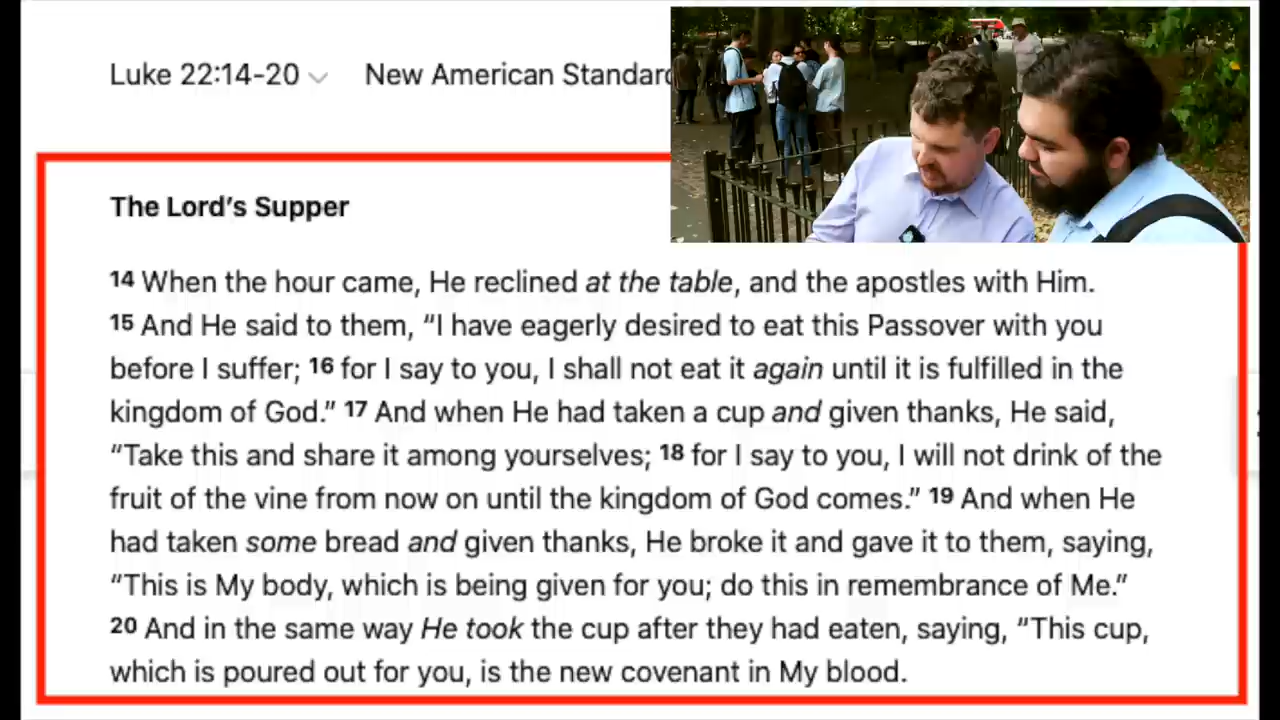 Luke 22:14-20 New American Standard
The Lord’s Supper
14 When the hour came, He reclined at the table, and the apostles with Him.
15 And He said to them, “I have eagerly desired to eat this Passover with you
before I suffer; 16 for I say to you, I shall not eat it again until it is fulfilled in the
kingdom of God.” 17 And when He had taken a cup and given thanks, He said,
“Take this and share it among yourselves; 18 for I say to you, I will not drink of the
fruit of the vine from now on until the kingdom of God comes.” 19 And when He
had taken some bread and given thanks, He broke it and gave it to them, saying,
“This is My body, which is being given for you; do this in remembrance of Me.”
20 And in the same way He took the cup after they had eaten, saying, “This cup,
which is poured out for you, is the new covenant in My blood.